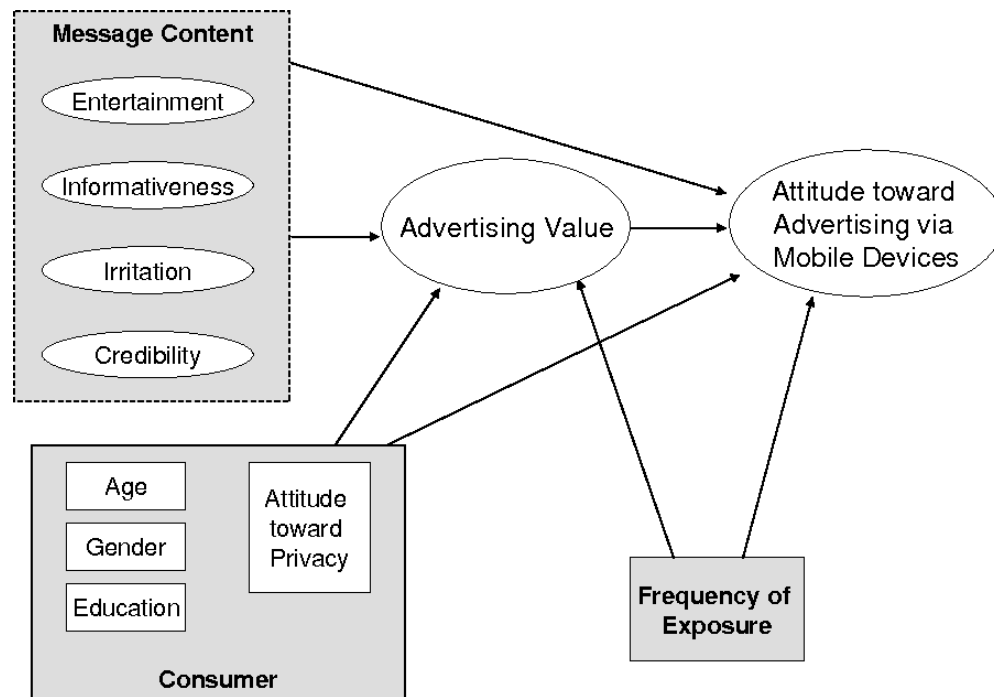 Message Content
Entertainment
Informativeness
Irritation
Credibility
Advertising Value
Attitude toward
Advertising via
Mobile Devices
Age
Gender
Education
Attitude
toward
Privacy
Consumer
Frequency of
Exposure